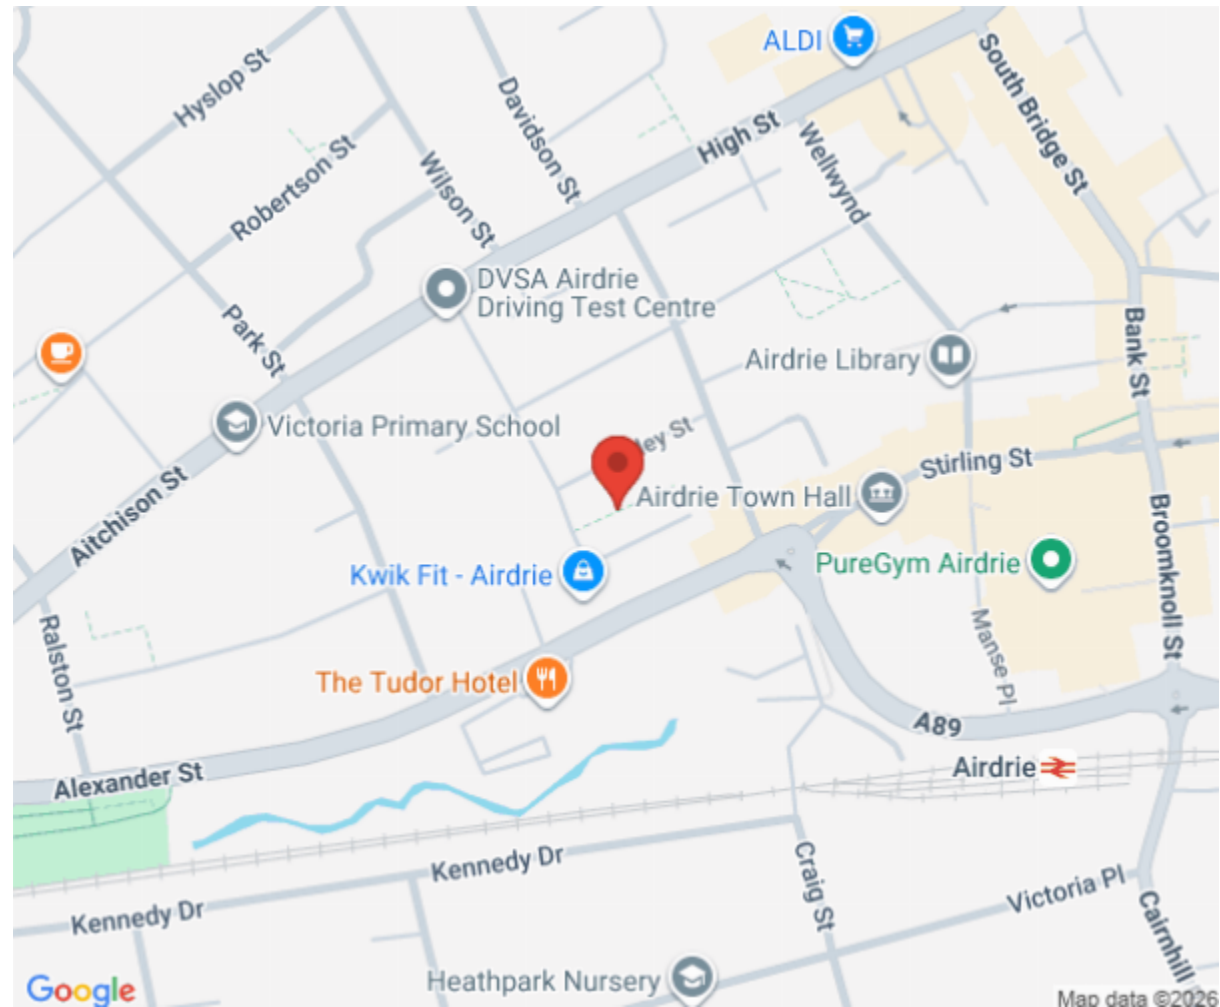 ALDI
South Bridge St
Hyslop St
Davidson St
High St
Wellwynd
Robertson St
Wilson St
DVSA Airdrie
Driving Test Centre
Park St
Bank St
Airdrie Library
Victoria Primary School
Stirling St
Airdrie Town Hall
Aitchison St
Broomknoll St
Kwik Fit - Airdrie
PureGym Airdrie
Ralston St
Manse Pl
The Tudor Hotel
A89
Airdrie
Alexander St
Kennedy Dr
Craig St
Victoria Pl
Kennedy Dr
Cairnhill
Heathpark Nursery
Google
Map data ©2026